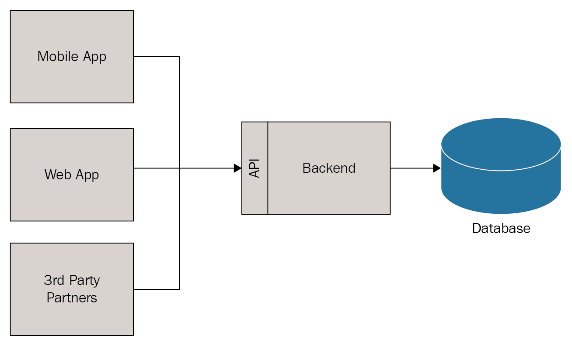 Mobile App
Web App
3rd Party
Partners
API
Backend
Database